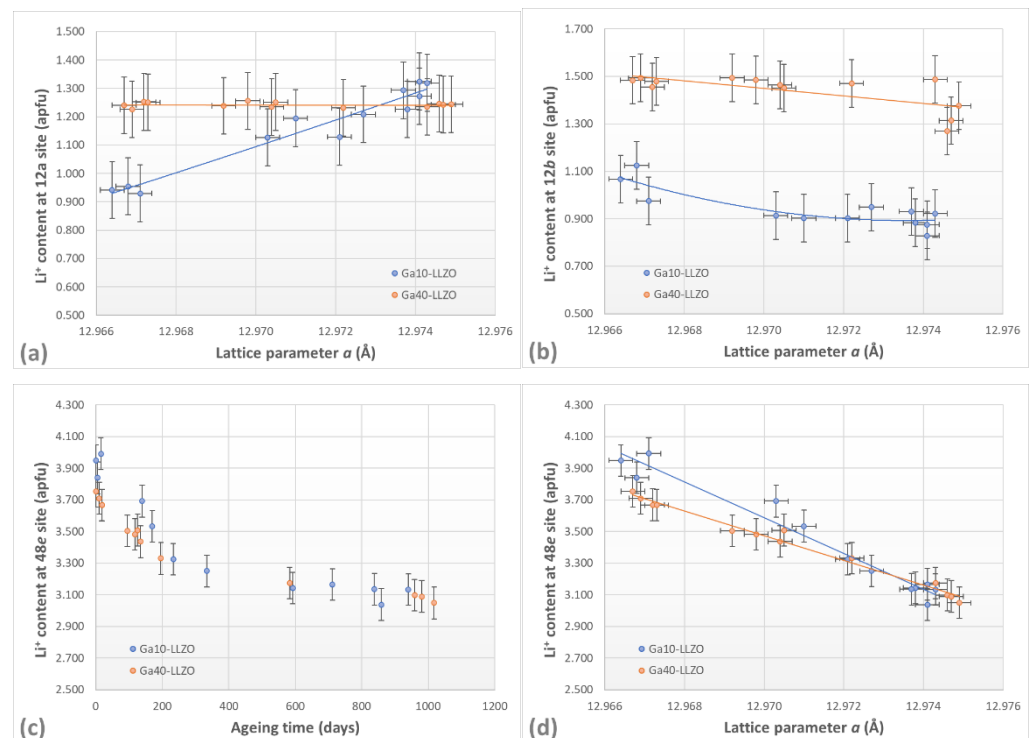 1.500
1.400
1.300
1.200
1.100
1.000
0.900
0.800
0.700
0.600
0.500
Li⁺ content at 12a site (apfu)
12.966 12.968 12.970 12.972 12.974 12.976
Lattice parameter a (Å)
Ga10-LLZO
Ga40-LLZO
(a)
1.700
1.500
1.300
1.100
0.900
0.700
0.500
Li⁺ content at 12b site (apfu)
12.966 12.968 12.970 12.972 12.974 12.976
Lattice parameter a (Å)
Ga10-LLZO
Ga40-LLZO
(b)
4.300
4.100
3.900
3.700
3.500
3.300
3.100
2.900
2.700
2.500
Li⁺ content at 48e site (apfu)
0 200 400 600 800 1000 1200
Ageing time (days)
Ga10-LLZO
Ga40-LLZO
(c)
4.300
4.100
3.900
3.700
3.500
3.300
3.100
2.900
2.700
2.500
Li⁺ content at 48e site (apfu)
12.966 12.968 12.970 12.972 12.974 12.976
Lattice parameter a (Å)
Ga10-LLZO
Ga40-LLZO
(d)